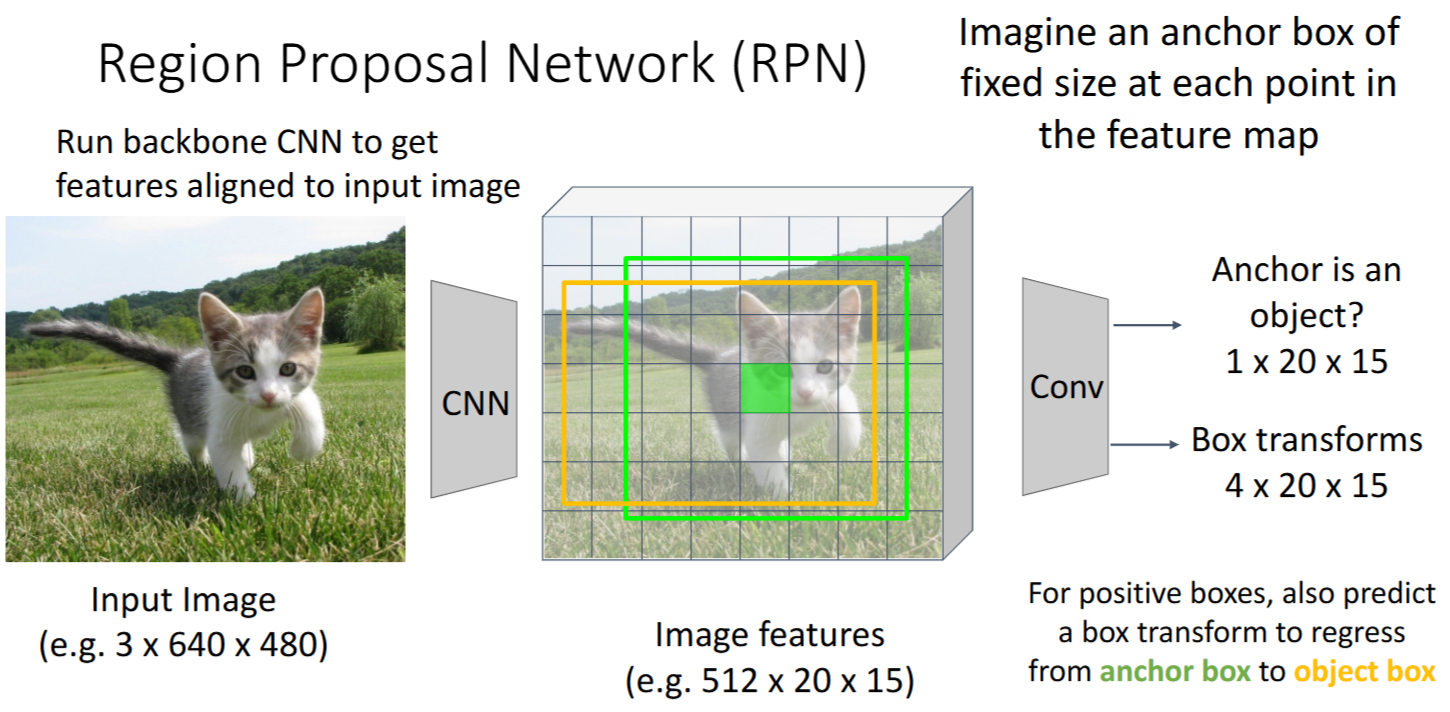 Region Proposal Network (RPN)
Imagine an anchor box of
fixed size at each point in
the feature map
Run backbone CNN to get
features aligned to input image
CNN
Conv
Anchor is an
object?
1 x 20 x 15
Box transforms
4 x 20 x 15
Input Image
(e.g. 3 x 640 x 480)
Image features
(e.g. 512 x 20 x 15)
For positive boxes, also predict
a box transform to regress
from anchor box to object box